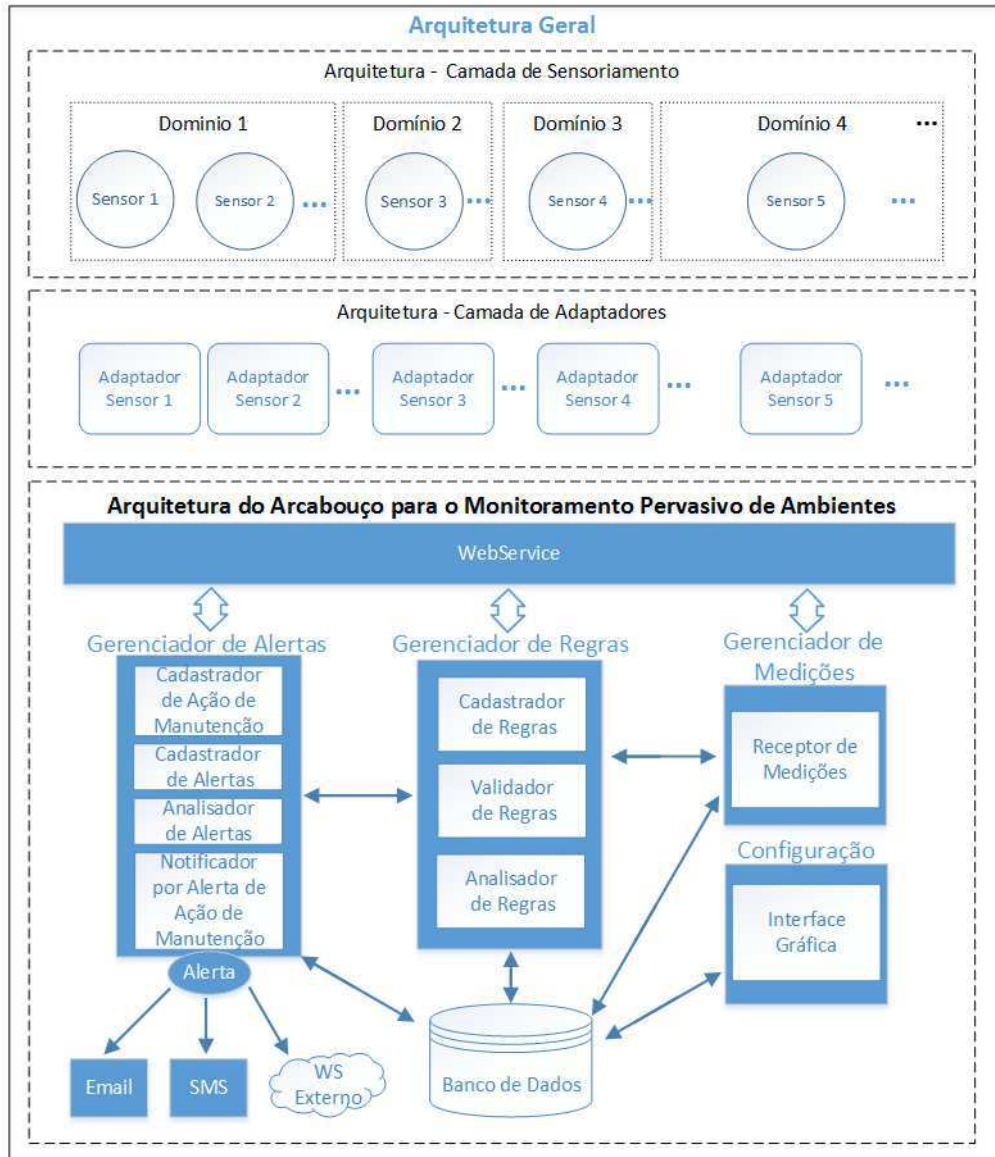 Arquitetura Geral
Arquitetura - Camada de Sensoriamento
Dominio 1
Domínio 2
Domínio 3
Domínio 4
...
Sensor 1
Sensor 2
...
Sensor 3
...
Sensor 4
...
Sensor 5
...
Arquitetura - Camada de Adaptadores
Adaptador
Sensor 1
Adaptador
Sensor 2
...
Adaptador
Sensor 3
...
Adaptador
Sensor 4
...
Adaptador
Sensor 5
...
Arquitetura do Arcabouço para o Monitoramento Pervasivo de Ambientes
WebService
Gerenciador de Alertas
Cadastrador
de Ação de
Manutenção
Cadastrador
de Alertas
Analisador
de Alertas
Notificador
por Alerta de
Ação de
Manutenção
Alerta
Email
SMS
WS
Externo
Gerenciador de Regras
Cadastrador
de Regras
Validador
de Regras
Analisador
de Regras
Banco de Dados
Gerenciador de
Medições
Receptor de
Medições
Configuração
Interface
Gráfica